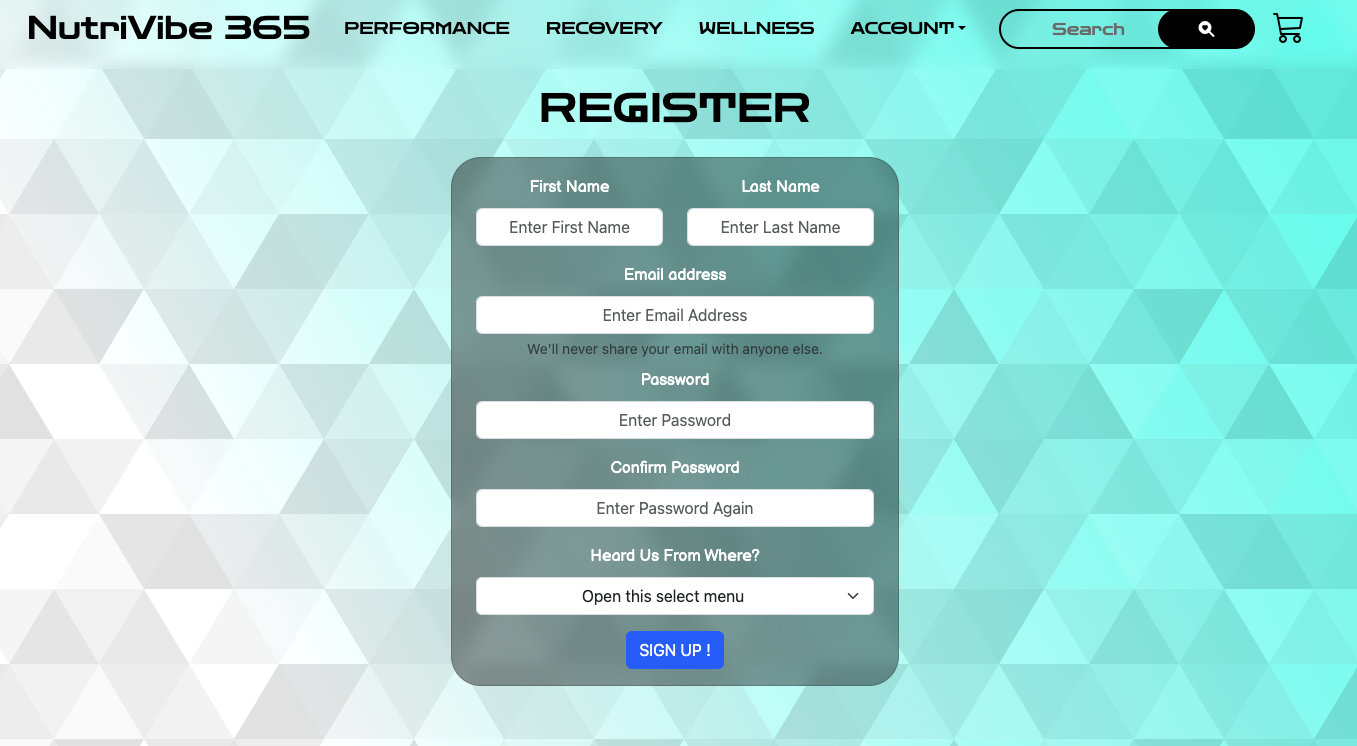 NutriVibe 365 PERFORMANCE RECOVERY WELLNESS ACCOUNT Search
REGISTER
First Name Last Name
Enter First Name Enter Last Name
Email address
Enter Email Address
We'll never share your email with anyone else.
Password
Enter Password
Confirm Password
Enter Password Again
Heard Us From Where?
Open this select menu
SIGN UP !